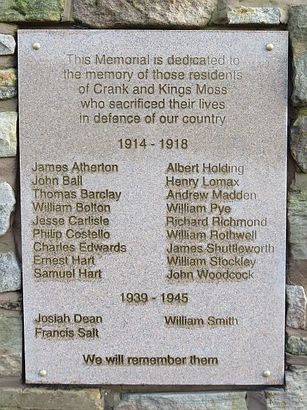 This Memorial is dedicated to
the memory of those residents
of Crank and Kings Moss
who sacrificed their lives
in defence of our country
1914 - 1918
James Atherton Albert Holding
John Ball Henry Lomax
Thomas Barclay Andrew Madden
William Bolton William Pye
Jesse Carlisle Richard Richmond
Philip Costello William Rothwell
Charles Edwards James Shuttleworth
Ernest Hart William Stockley
Samuel Hart John Woodcock
1939 - 1945
Josiah Dean William Smith
Francis Salt
We will remember them